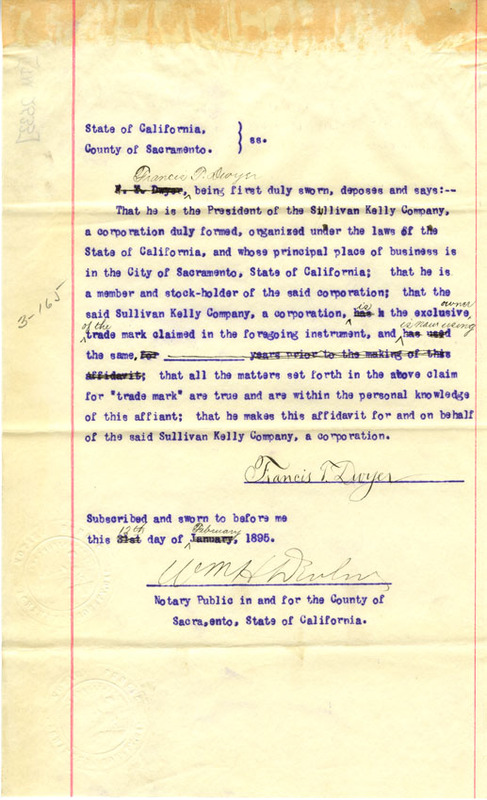 State of California,
County of Sacramento. } ss.
Francis T. Dwyer
F. T. Dwyer, being first duly sworn, deposes and says:--
That he is the President of the Sullivan Kelly Company,
a corporation duly formed, organized under the laws of the
State of California, and whose principal place of business is
in the City of Sacramento, State of California; that he is
a member and stock-holder of the said corporation; that the
owner
is
said Sullivan Kelly Company, a corporation, has the exclusive
of the
is now using
trade mark claimed in the foregoing instrument, and has used
the same, for years prior to the making of this
affidavit; that all the matters set forth in the above claim
for "trade mark" are true and are within the personal knowledge
of this affiant; that he makes this affidavit for and on behalf
of the said Sullivan Kelly Company, a corporation.
Francis T. Dwyer
Subscribed and sworn to before me
12th February
this 31st day of January, 1895.
Notary Public in and for the County of
Sacra,ento, State of California.
3-165